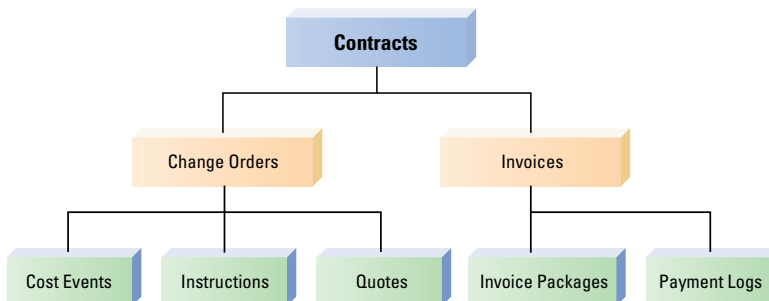 Contracts
Change Orders
Invoices
Cost Events
Instructions
Quotes
Invoice Packages
Payment Logs